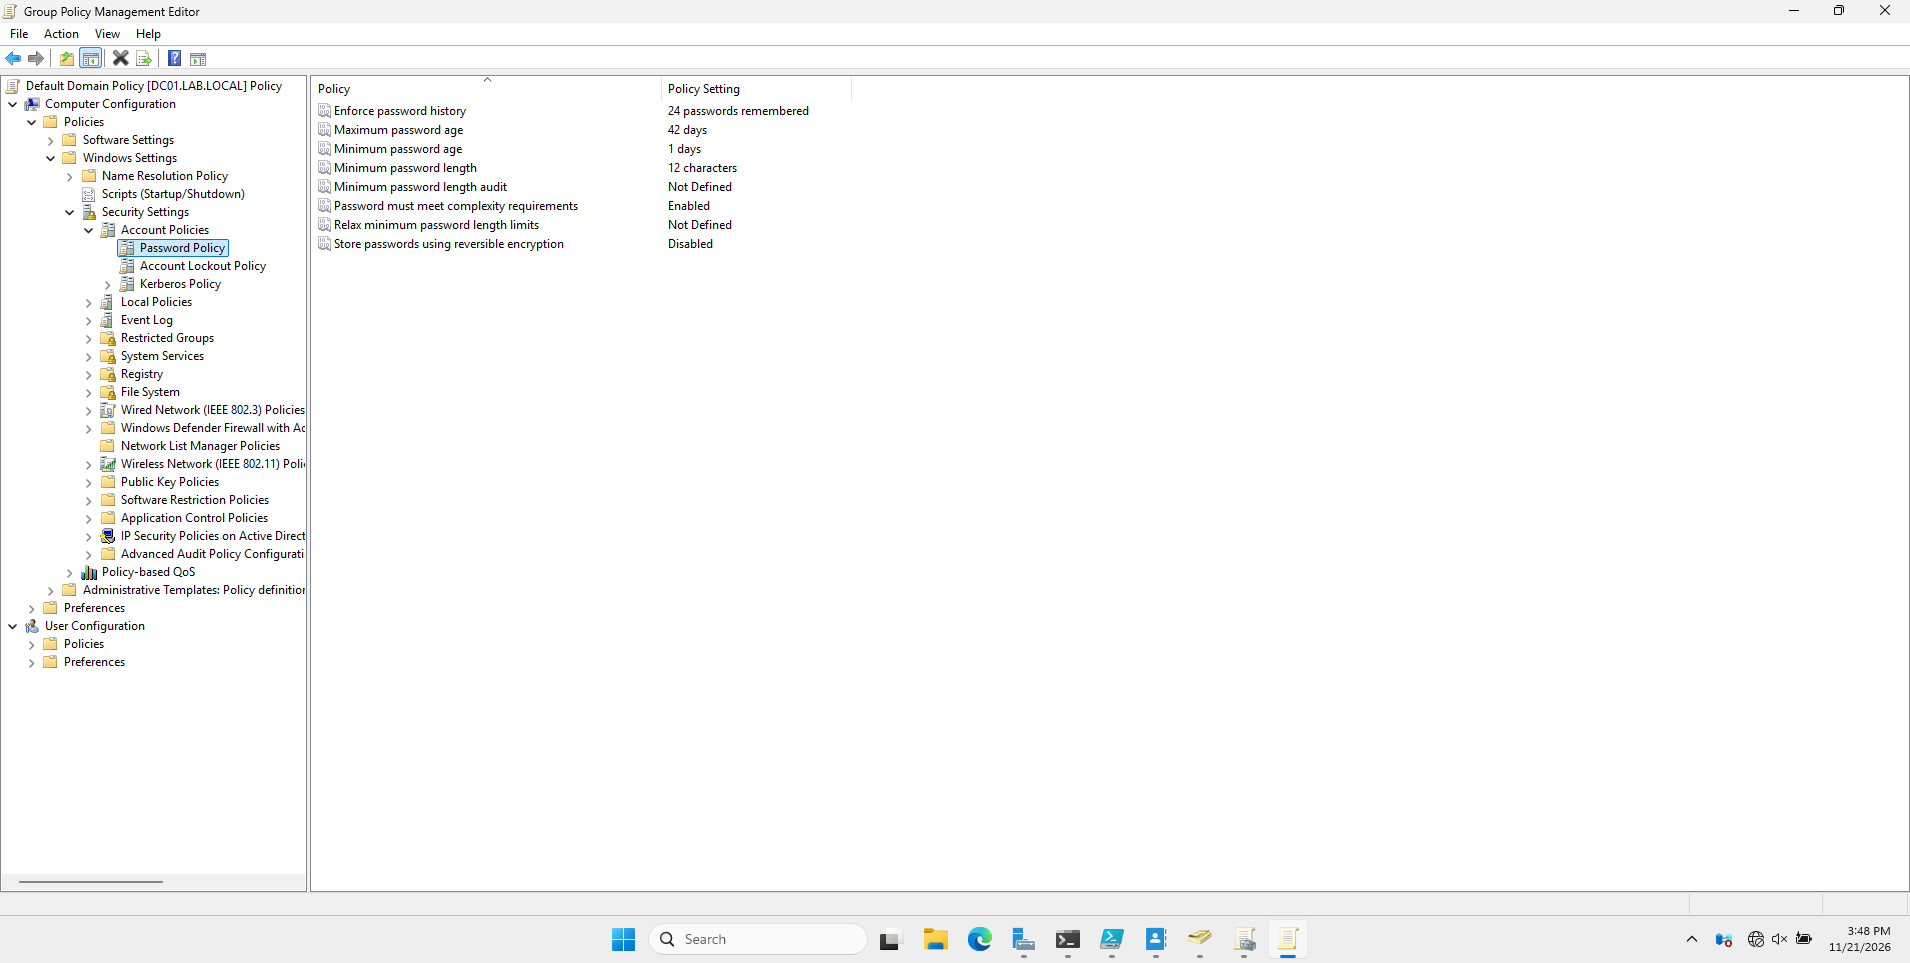 Group Policy Management Editor
File Action View Help
Default Domain Policy [DC01.LAB.LOCAL] Policy
Computer Configuration
Policies
Software Settings
Windows Settings
Name Resolution Policy
Scripts (Startup/Shutdown)
Security Settings
Account Policies
Password Policy
Account Lockout Policy
Kerberos Policy
Local Policies
Event Log
Restricted Groups
System Services
Registry
File System
Wired Network (IEEE 802.3) Policies
Windows Defender Firewall with Ac
Network List Manager Policies
Wireless Network (IEEE 802.11) Poli
Public Key Policies
Software Restriction Policies
Application Control Policies
IP Security Policies on Active Direct
Advanced Audit Policy Configurati
Policy-based QoS
Administrative Templates: Policy definition
Preferences
User Configuration
Policies
Preferences
Policy Policy Setting
Enforce password history 24 passwords remembered
Maximum password age 42 days
Minimum password age 1 days
Minimum password length 12 characters
Minimum password length audit Not Defined
Password must meet complexity requirements Enabled
Relax minimum password length limits Not Defined
Store passwords using reversible encryption Disabled
Search
3:48 PM
11/21/2026